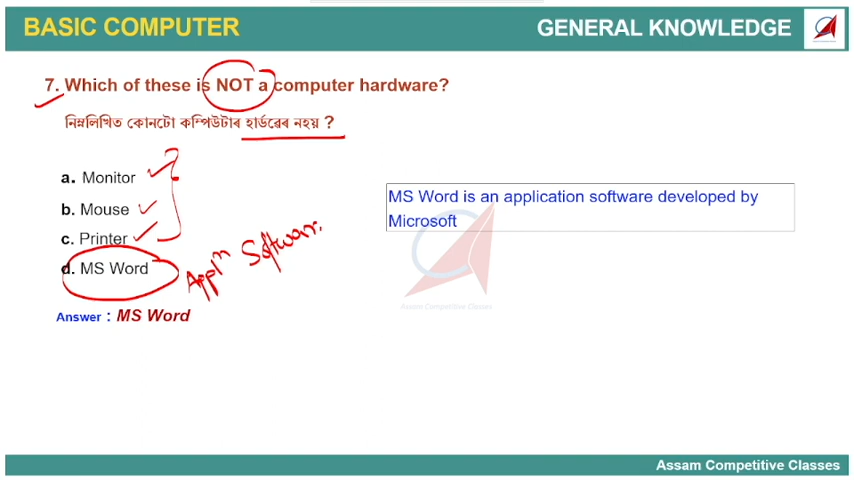 BASIC COMPUTER
GENERAL KNOWLEDGE
7. Which of these is NOT a computer hardware?
নিম্নলিখিত কোনটো কম্পিউটাৰ হাৰ্ডৱেৰ নহয় ?
a. Monitor
b. Mouse
c. Printer
d. MS Word
Appln Software
MS Word is an application software developed by
Microsoft
Assam Competitive Classes
Answer : MS Word
Assam Competitive Classes